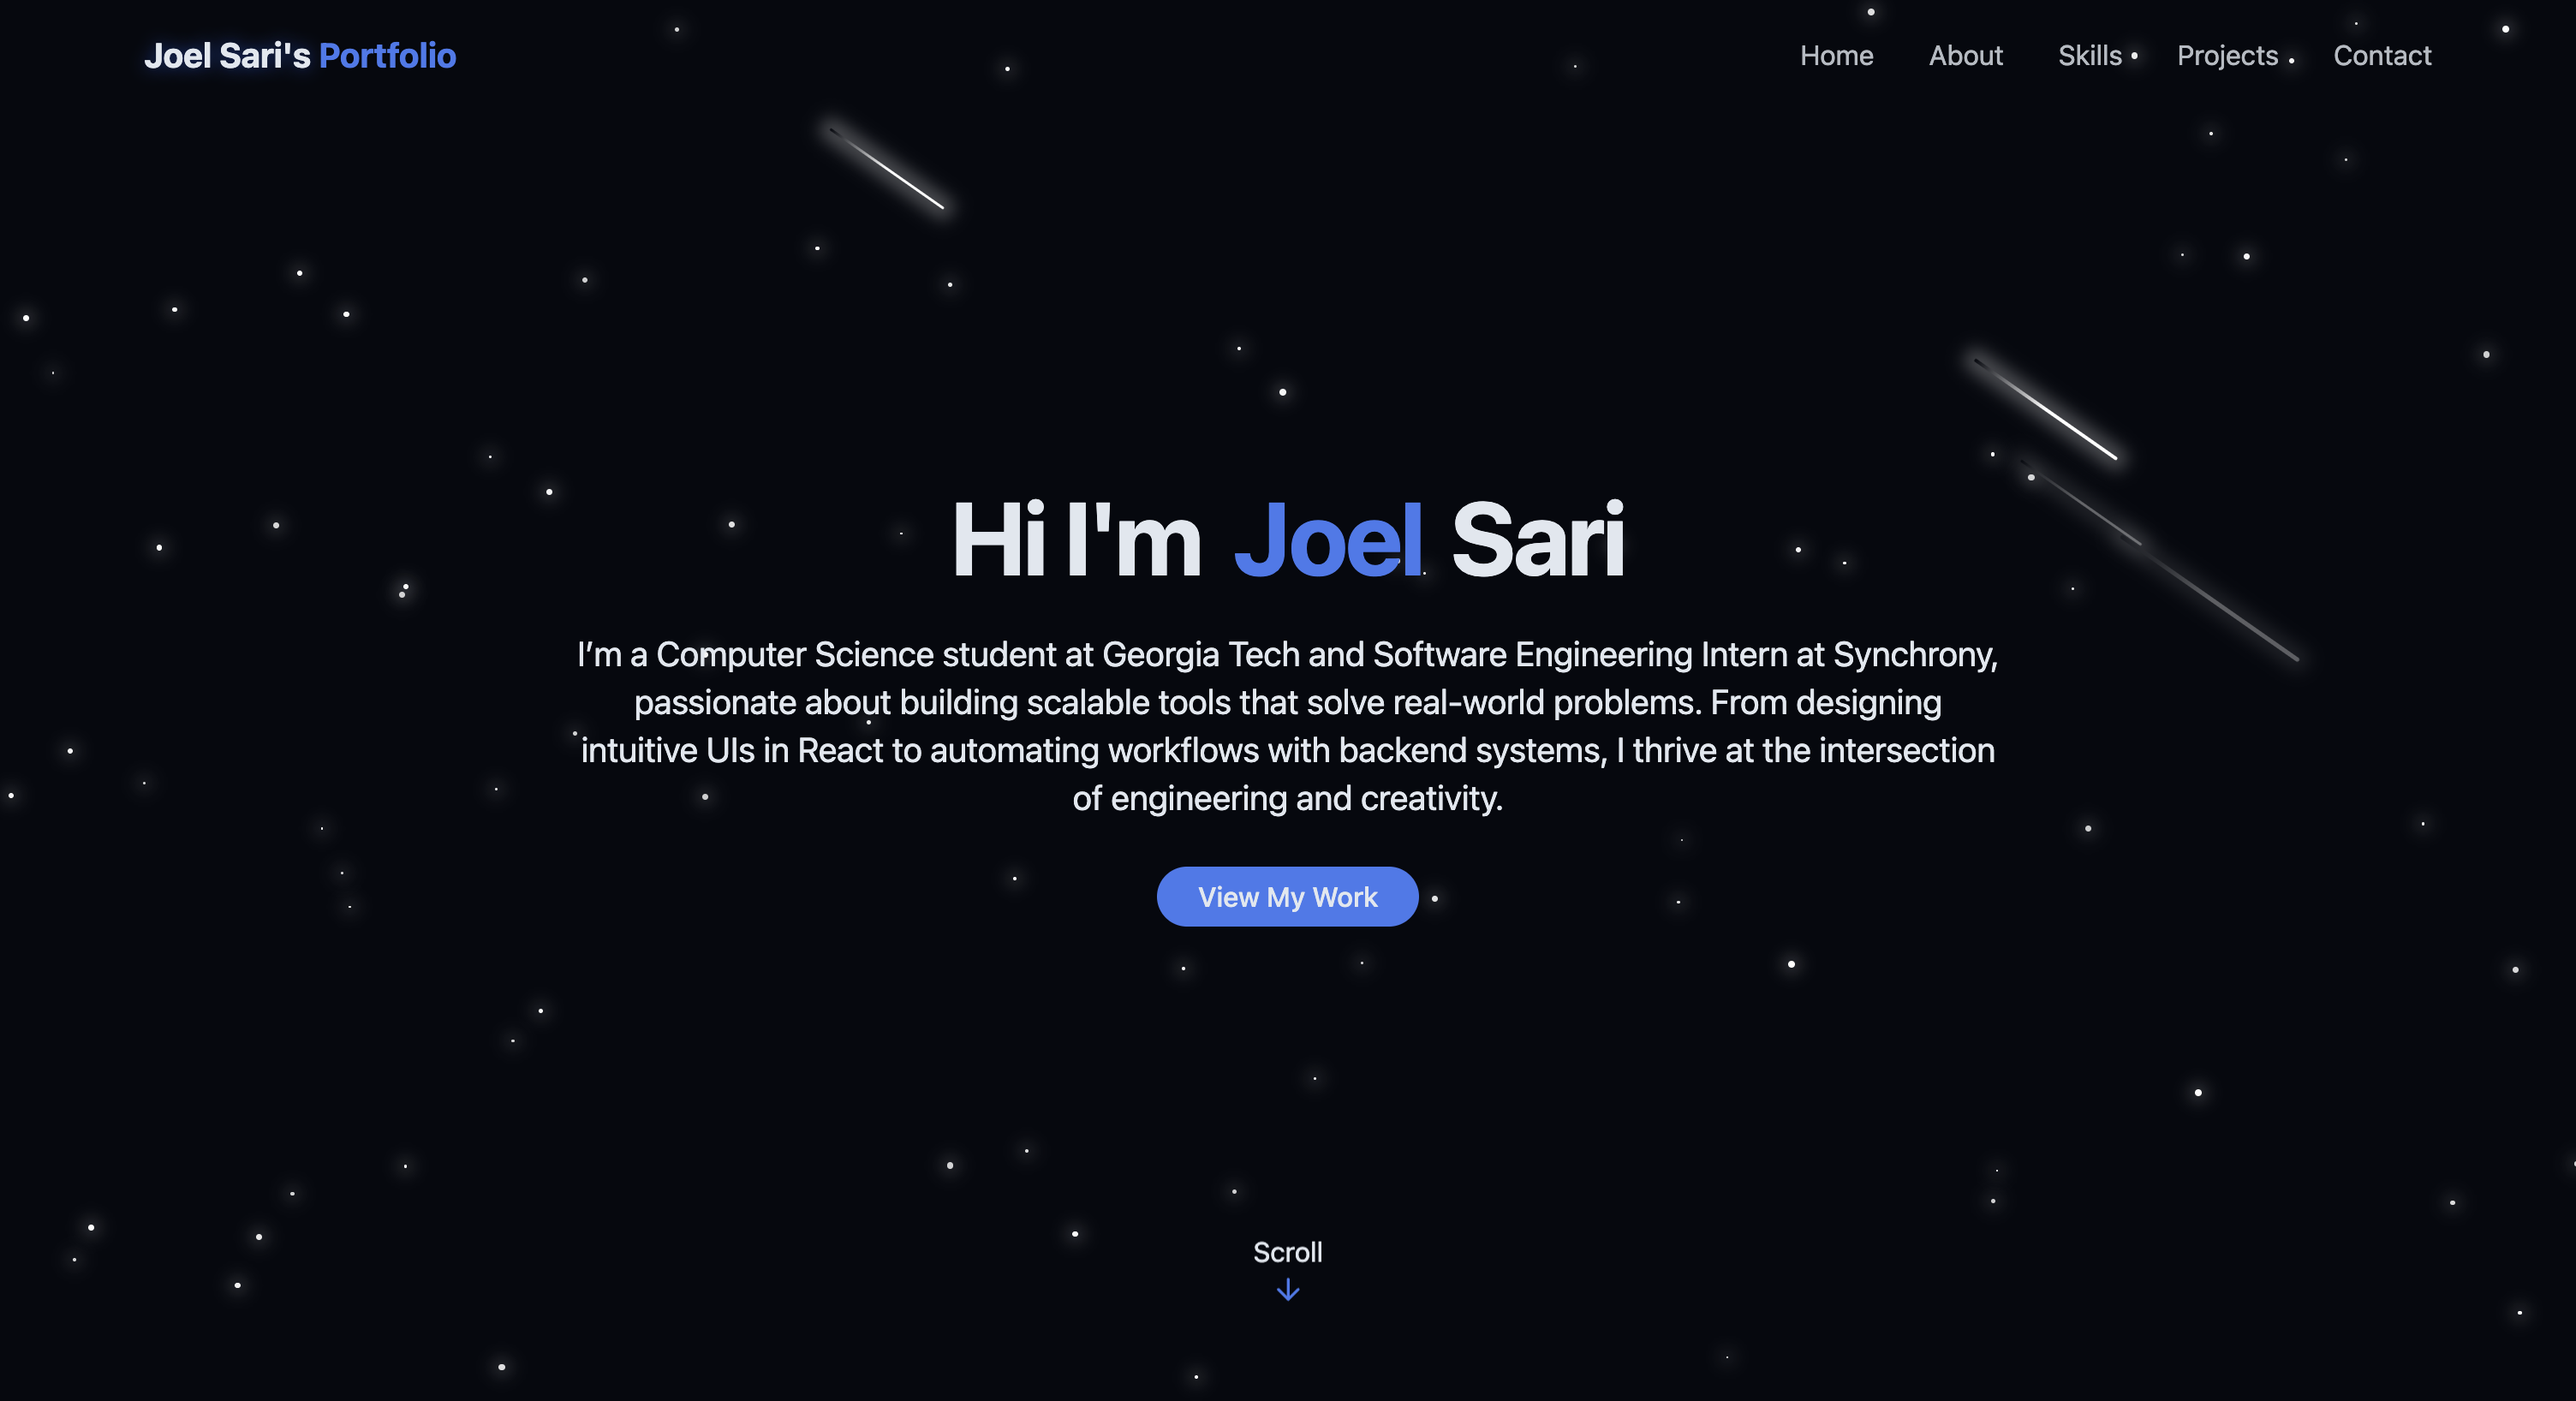 Joel Sari's Portfolio
Home About Skills Projects Contact
Hi I'm Joel Sari
I’m a Computer Science student at Georgia Tech and Software Engineering Intern at Synchrony,
passionate about building scalable tools that solve real-world problems. From designing
intuitive UIs in React to automating workflows with backend systems, I thrive at the intersection
of engineering and creativity.
View My Work
Scroll